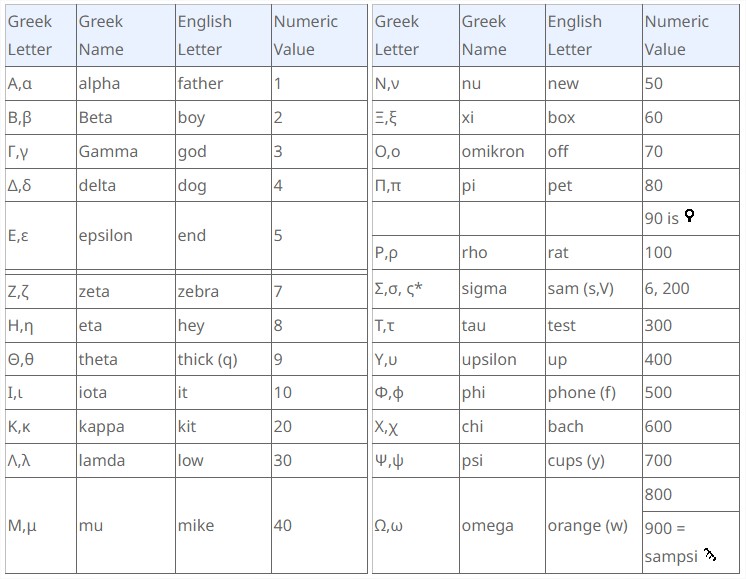 Greek Letter Greek Name English Letter Numeric Value Greek Letter Greek Name English Letter Numeric Value
Α,α alpha father 1 Ν,ν nu new 50
Β,β Beta boy 2 Ξ,ξ xi box 60
Γ,γ Gamma god 3 Ο,ο omikron off 70
Δ,δ delta dog 4 Π,π pi pet 80
90 is ϙ
Ε,ε epsilon end 5 Ρ,ρ rho rat 100
Ζ,ζ zeta zebra 7 Σ,σ, ς* sigma sam (s,V) 6, 200
Η,η eta hey 8 Τ,τ tau test 300
Θ,θ theta thick (q) 9 Υ,υ upsilon up 400
Ι,ι iota it 10 Φ,ϕ phi phone (f) 500
Κ,κ kappa kit 20 Χ,χ chi bach 600
Λ,λ lamda low 30 Ψ,ψ psi cups (y) 700
800
Μ,μ mu mike 40 Ω,ω omega orange (w) 900 =
sampsi ϡ